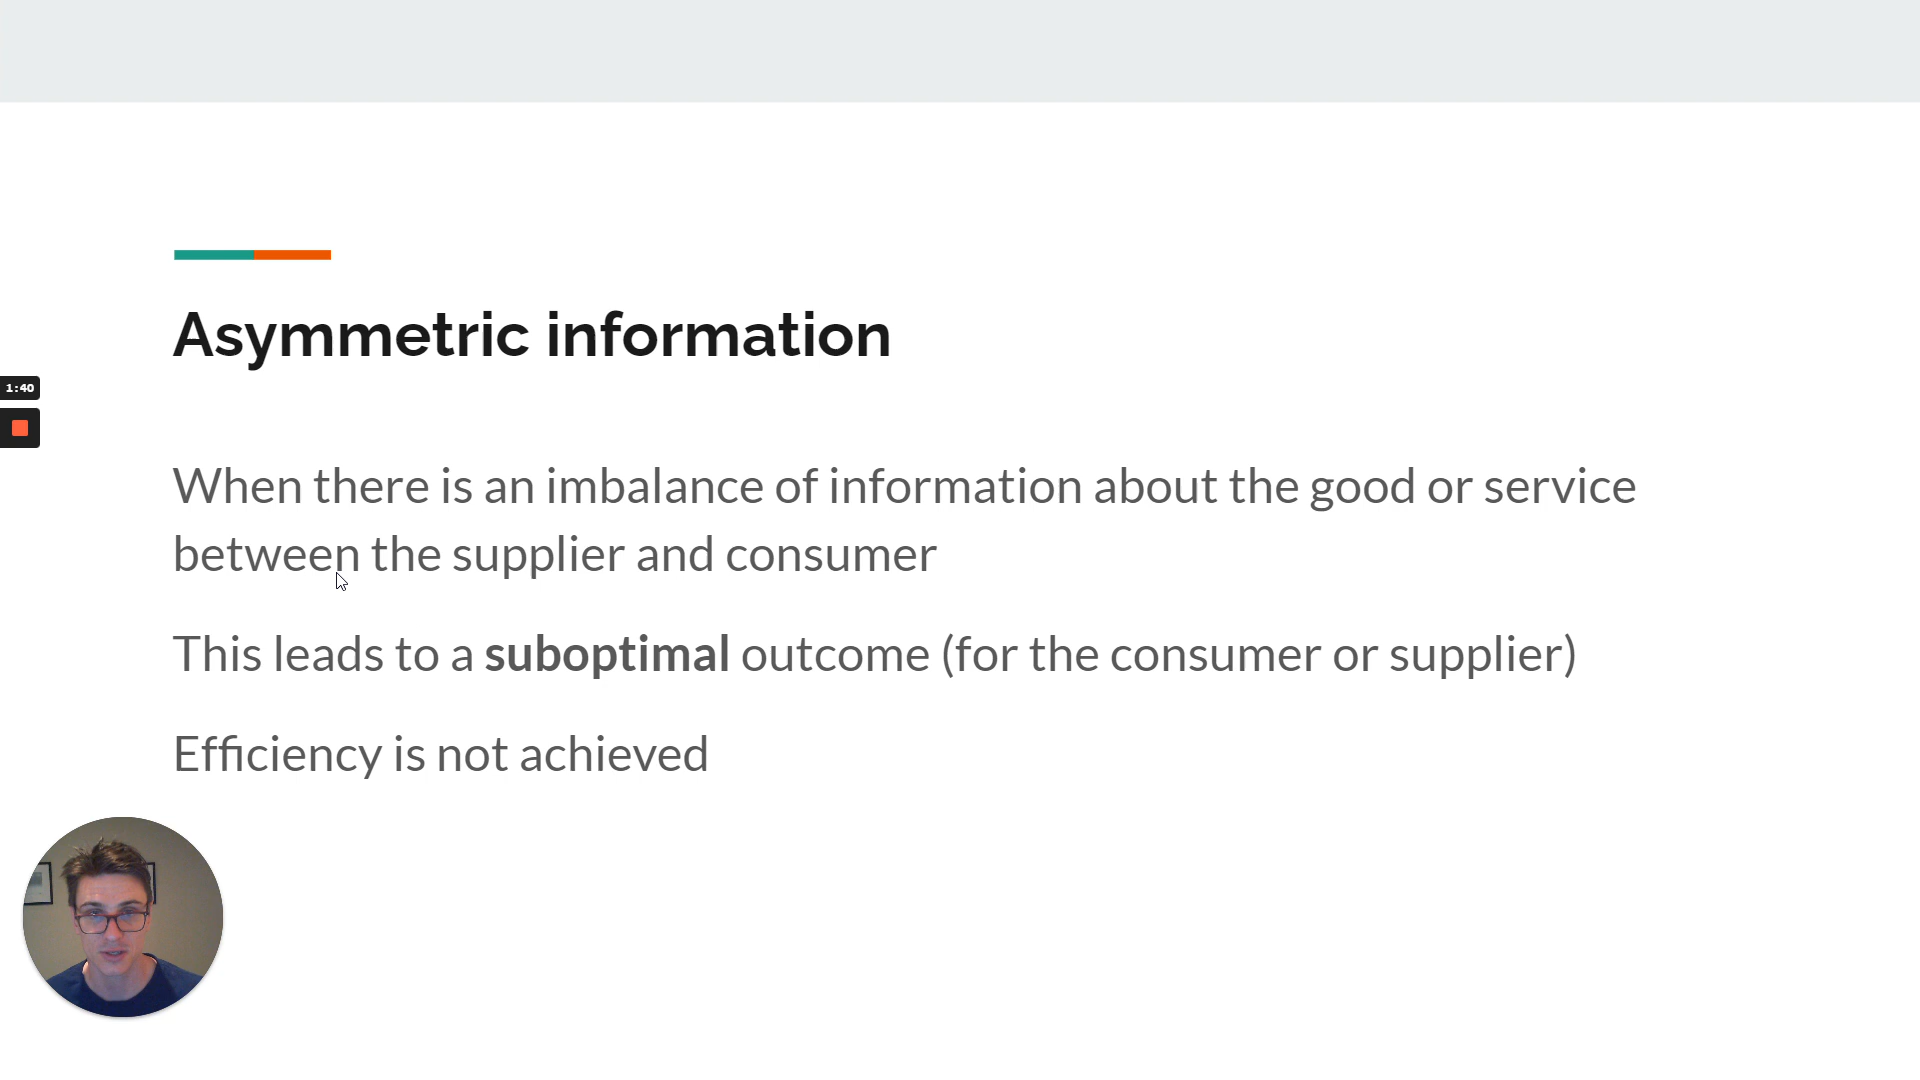 Asymmetric information
1:40
When there is an imbalance of information about the good or service
between the supplier and consumer
This leads to a suboptimal outcome (for the consumer or supplier)
Efficiency is not achieved